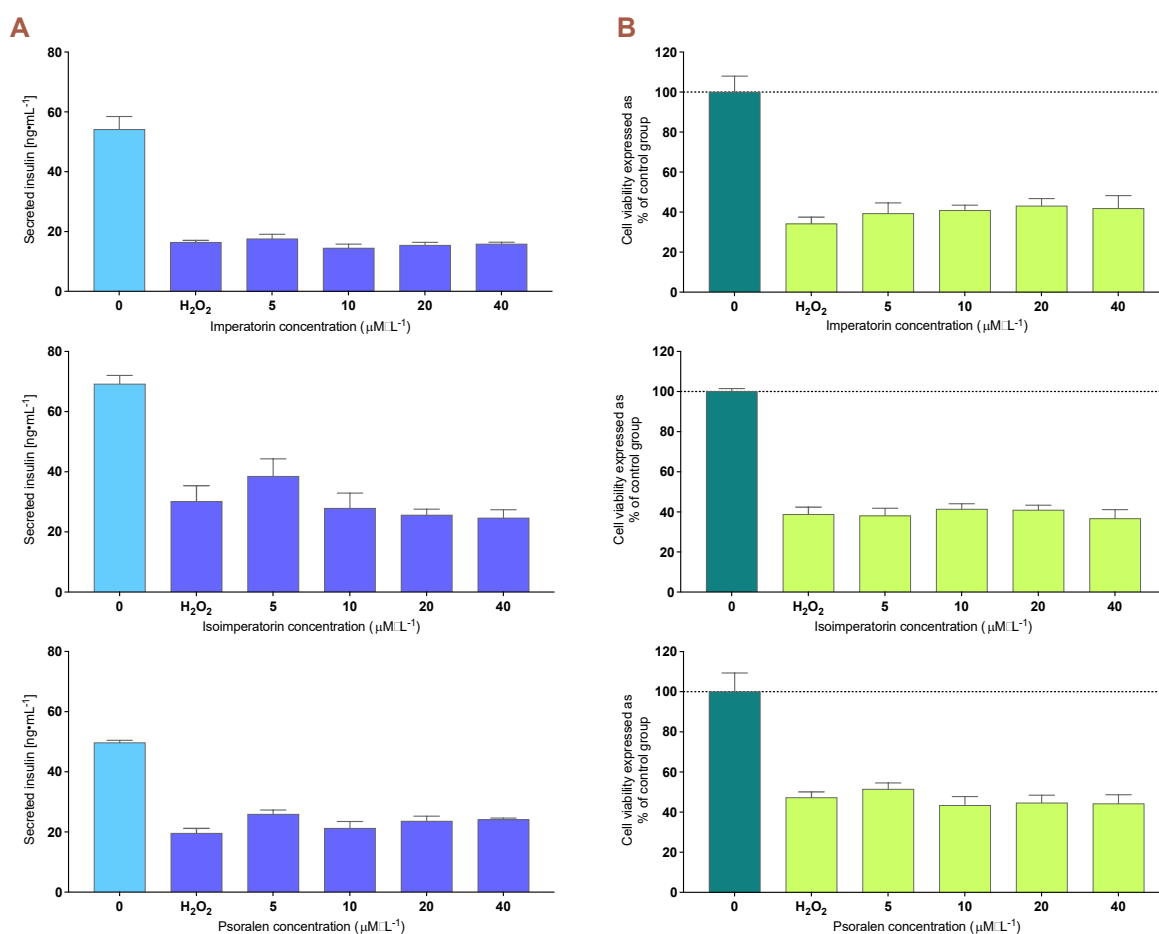 A
80
60
40
20
0
Secreted insulin [ng•mL⁻¹]
0 H₂O₂ 5 10 20 40
Imperatorin concentration (μM□L⁻¹)
80
60
40
20
0
Secreted insulin [ng•mL⁻¹]
0 H₂O₂ 5 10 20 40
Isoimperatorin concentration (μM□L⁻¹)
80
60
40
20
0
Secreted insulin [ng•mL⁻¹]
0 H₂O₂ 5 10 20 40
Psoralen concentration (μM□L⁻¹)
B
120
100
80
60
40
20
0
Cell viability expressed as
% of control group
0 H₂O₂ 5 10 20 40
Imperatorin concentration (μM□L⁻¹)
120
100
80
60
40
20
0
Cell viability expressed as
% of control group
0 H₂O₂ 5 10 20 40
Isoimperatorin concentration (μM□L⁻¹)
120
100
80
60
40
20
0
Cell viability expressed as
% of control group
0 H₂O₂ 5 10 20 40
Psoralen concentration (μM□L⁻¹)